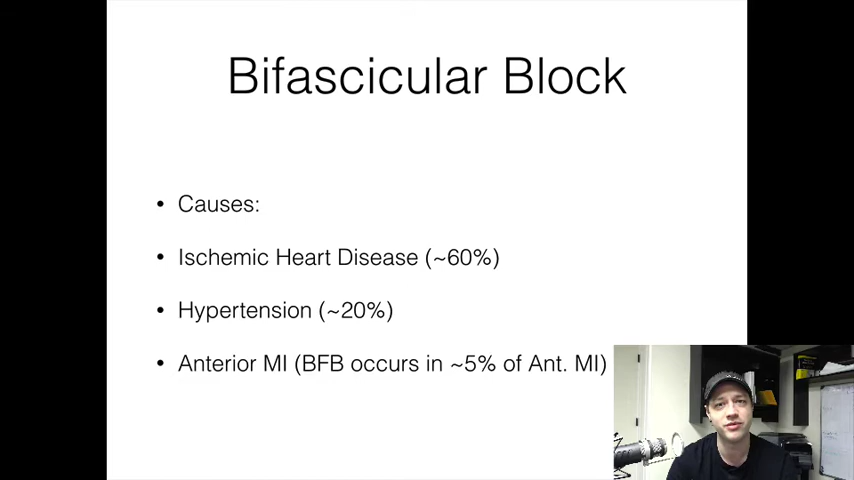 Bifascicular Block
• Causes:
• Ischemic Heart Disease (~60%)
• Hypertension (~20%)
• Anterior MI (BFB occurs in ~5% of Ant. MI)